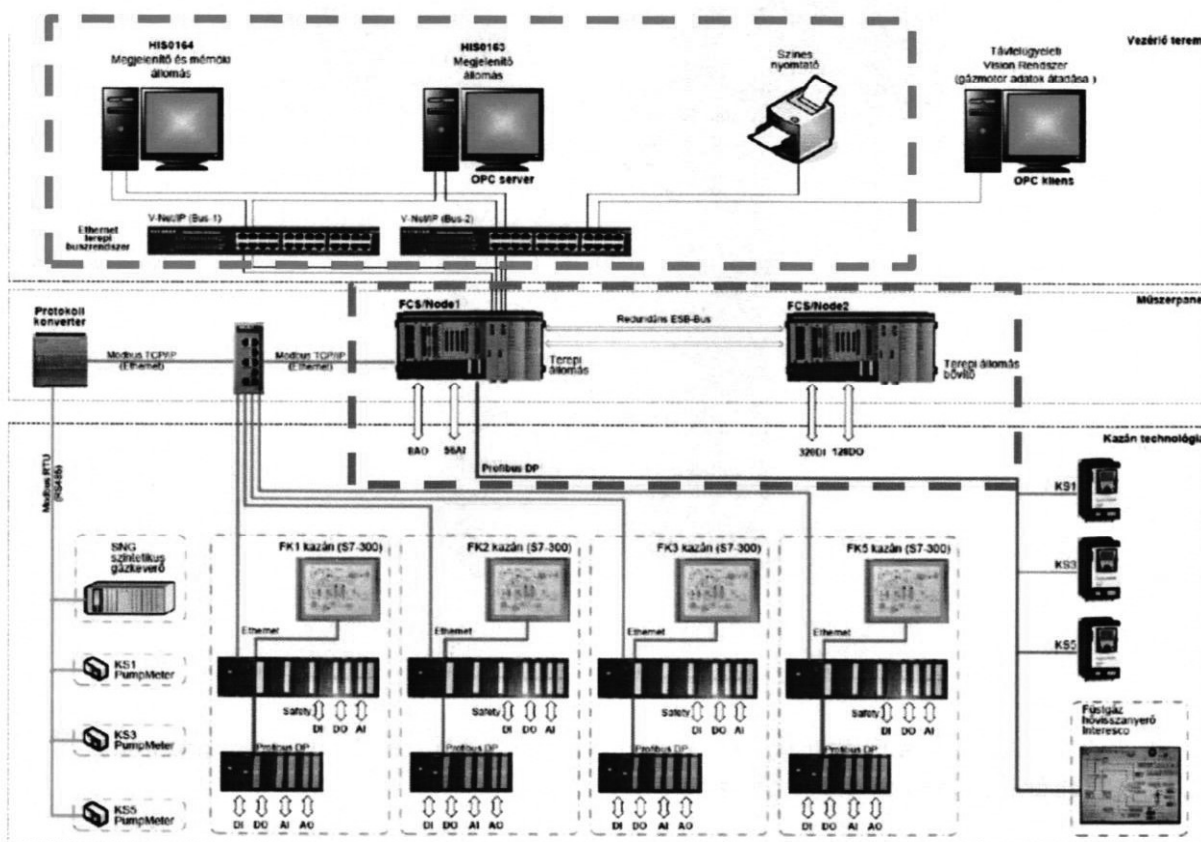 HIS0164
Megjelenítő és mérnöki
állomás
HIS0163
Megjelenítő
állomás
OPC server
Színes
nyomtató
Távfelügyeleti
Vision Rendszer
(gázmotor adatok átadása )
OPC kliens
Vezérlő terem
Ethernet
terepi
buszrendszer
V-Net/IP (Bus-1)
V-Net/IP (Bus-2)
Műszerpane
Protokoll
konverter
Modbus TCP/IP
(Ethernet)
Modbus TCP/IP
(Ethernet)
FCS/Node1
Terepi
állomás
Redundáns ESB-Bus
FCS/Node2
Terepi állomás
bővítő
8AO
56AI
320DI
128DO
Profibus DP
Kazán technológia
Modbus RTU
(RS485)
KS1
KS3
KS5
SNG
szintetikus
gázkeverő
KS1
PumpMeter
KS3
PumpMeter
KS5
PumpMeter
FK1 kazán (S7-300)
Ethernet
Safety
DI DO AI
Profibus DP
DI DO AI AO
FK2 kazán (S7-300)
Ethernet
Safety
DI DO AI
Profibus DP
DI DO AI AO
FK3 kazán (S7-300)
Ethernet
Safety
DI DO AI
Profibus DP
DI DO AI AO
FK5 kazán (S7-300)
Ethernet
Safety
DI DO AI
Profibus DP
DI DO AI AO
Füstgáz
hővisszanyerő
Interesco